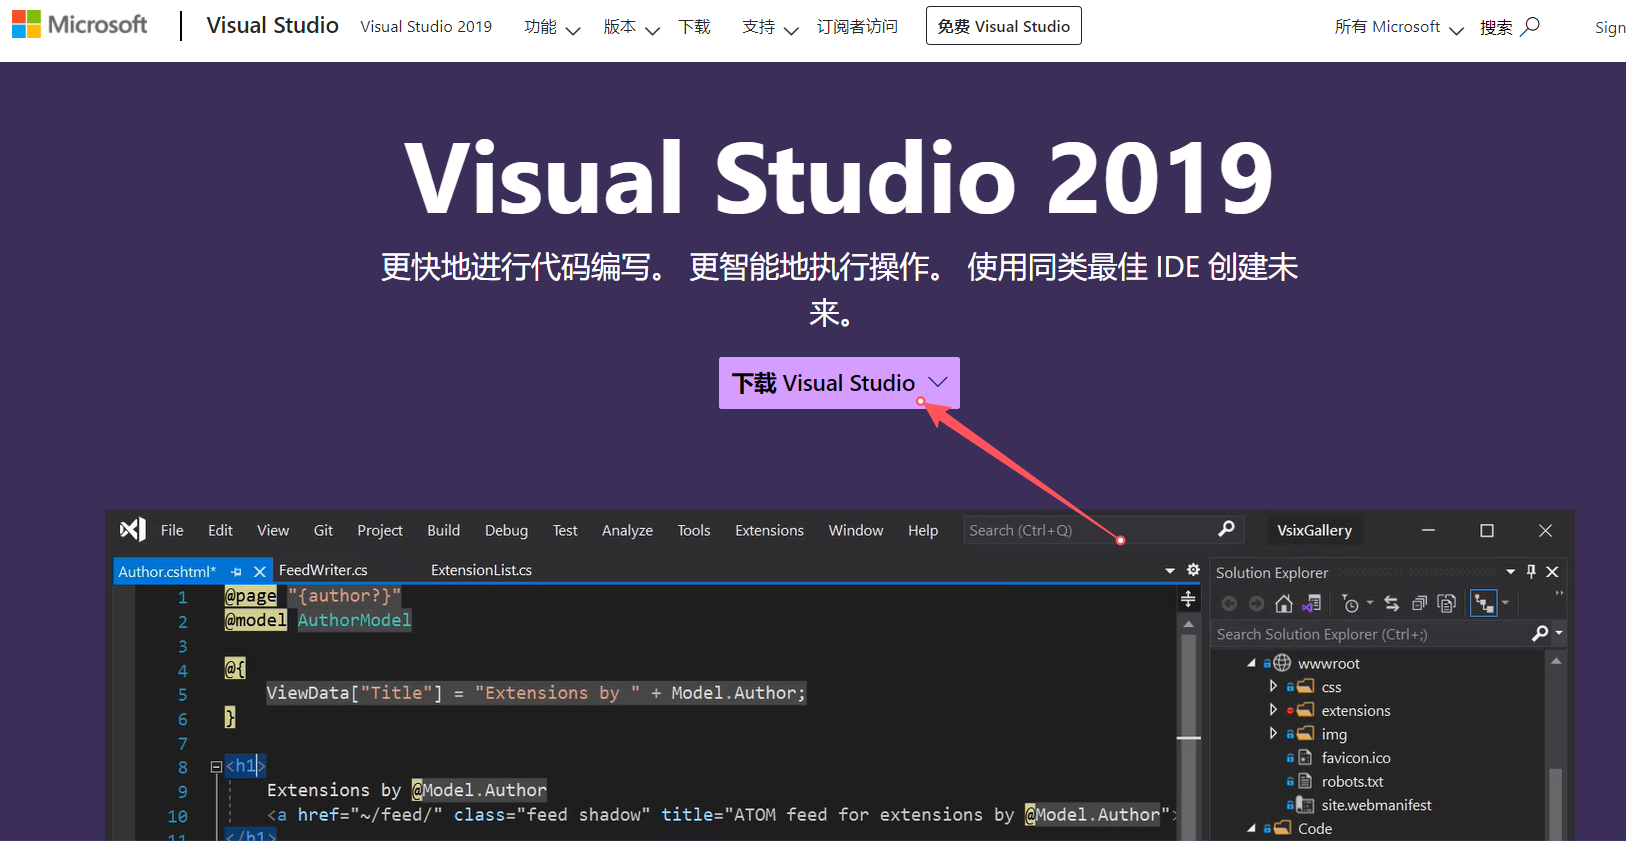 Microsoft Visual Studio Visual Studio 2019 功能 版本 下载 支持 订阅者访问 免费 Visual Studio 所有 Microsoft 搜索 Sign
Visual Studio 2019
更快地进行代码编写。 更智能地执行操作。 使用同类最佳 IDE 创建未
来。
下载 Visual Studio
File Edit View Git Project Build Debug Test Analyze Tools Extensions Window Help Search (Ctrl+Q) VsixGallery
Author.cshtml* FeedWriter.cs ExtensionList.cs
1 @page "{author?}"
2 @model AuthorModel
3
4 @{
5 ViewData["Title"] = "Extensions by " + Model.Author;
6 }
7
8 <h1>
9 Extensions by @Model.Author
10 <a href="~/feed/" class="feed shadow" title="ATOM feed for extensions by @Model.Author">
11 </h1>
Solution Explorer
Search Solution Explorer (Ctrl+;)
wwwroot
css
extensions
img
favicon.ico
robots.txt
site.webmanifest
Code